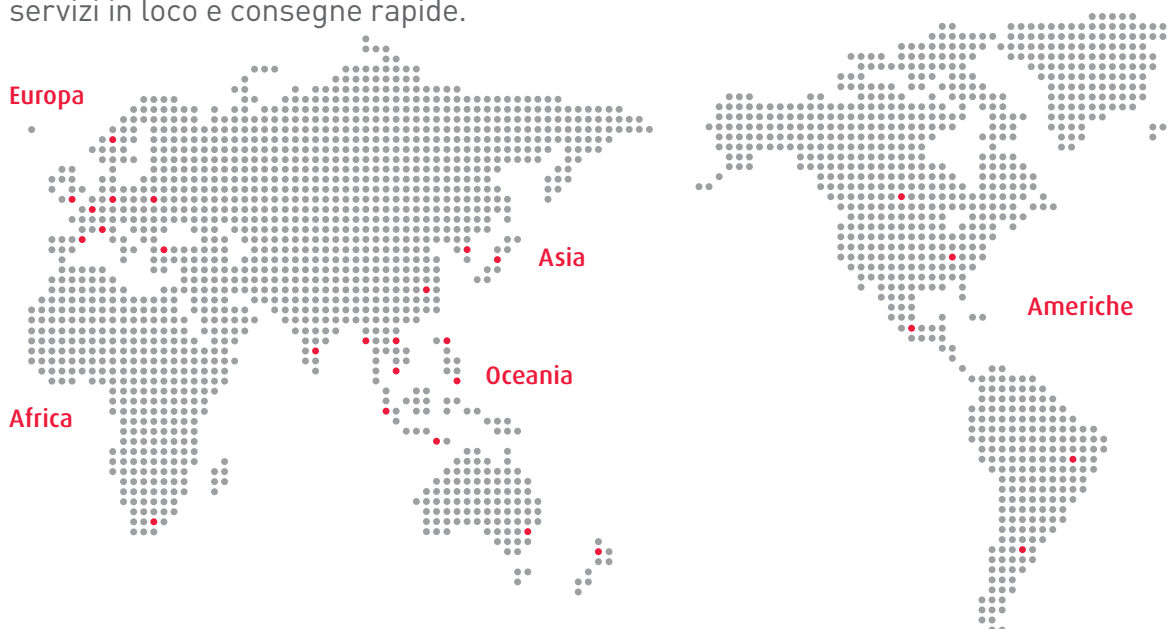 servizi in loco e consegne rapide.
Europa
Asia
Americhe
Oceania
Africa